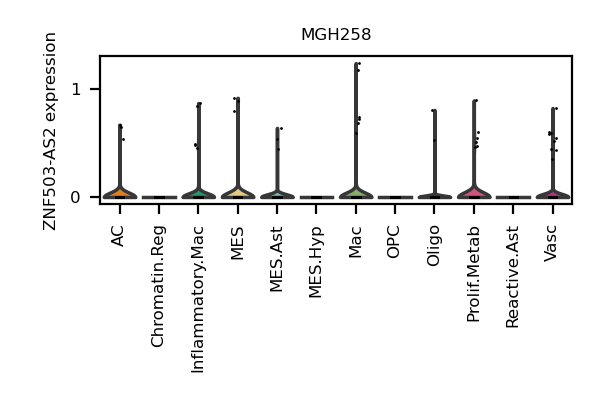 MGH258
ZNF503-AS2 expression
1
0
AC
Chromatin.Reg
Inflammatory.Mac
MES
MES.Ast
MES.Hyp
Mac
OPC
Oligo
Prolif.Metab
Reactive.Ast
Vasc